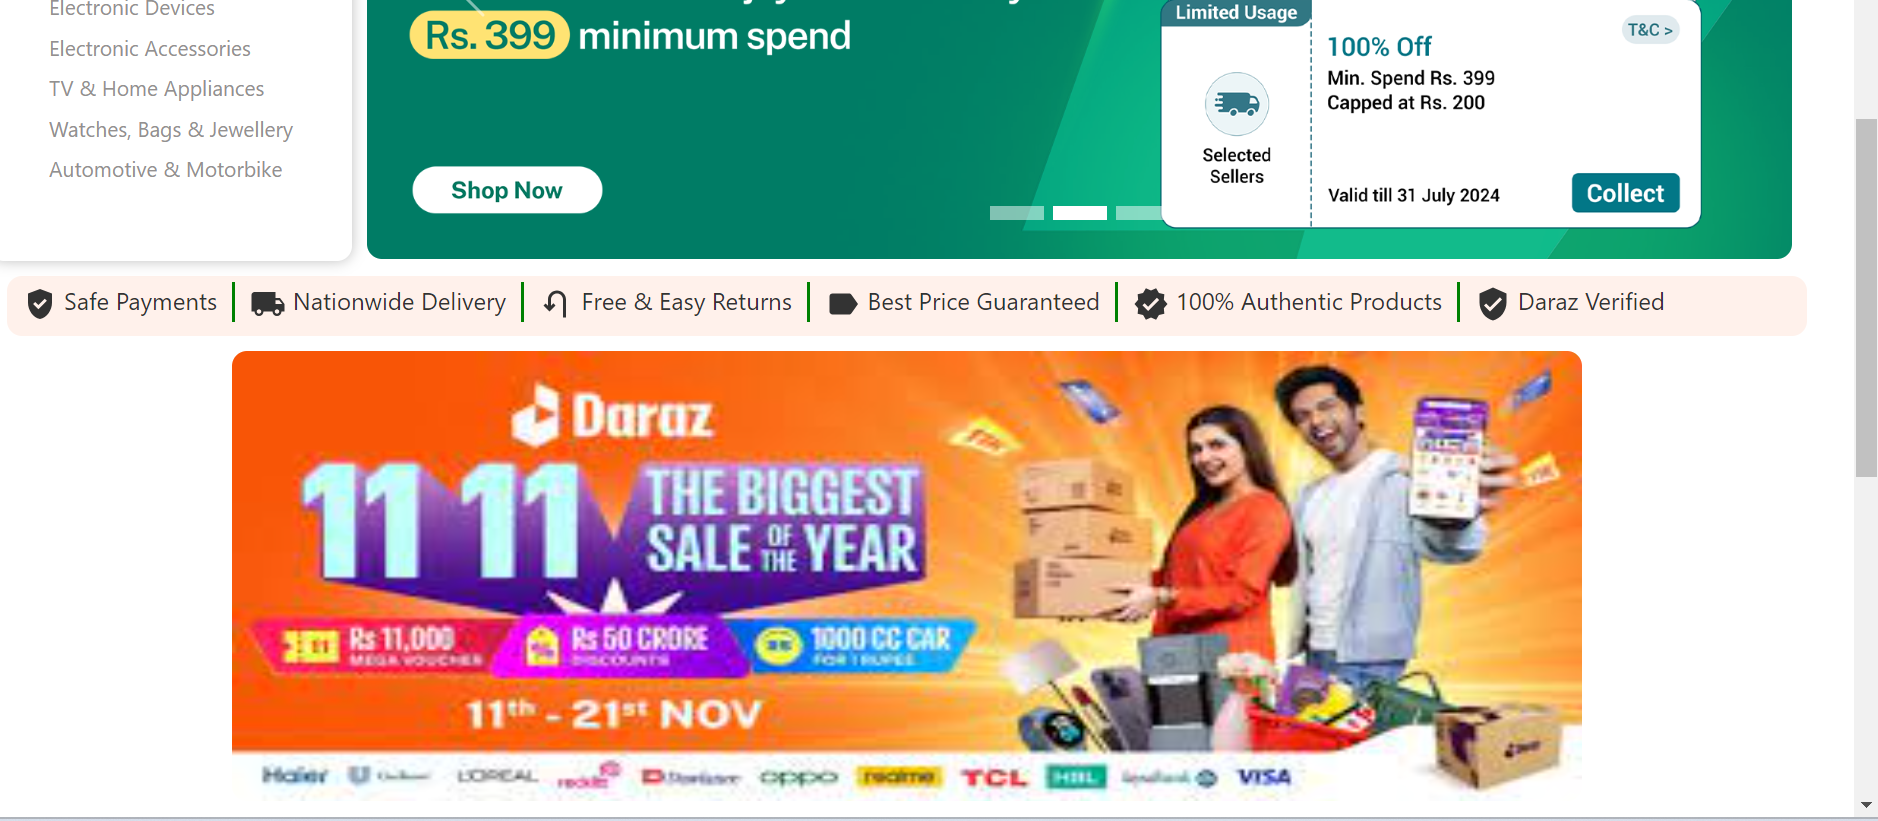 Electronic Devices
Electronic Accessories
TV & Home Appliances
Watches, Bags & Jewellery
Automotive & Motorbike
Rs. 399 minimum spend
Shop Now
Limited Usage
Selected
Sellers
T&C >
100% Off
Min. Spend Rs. 399
Capped at Rs. 200
Valid till 31 July 2024
Collect
Safe Payments
Nationwide Delivery
Free & Easy Returns
Best Price Guaranteed
100% Authentic Products
Daraz Verified
Daraz
11 11
THE BIGGEST
SALE OF THE YEAR
Rs 11,000
MEGA VOUCHER
Rs 50 CRORE
DISCOUNTS
1000 CC CAR
FOR 1 RUPEE
11th - 21st NOV
Haier
L'OREAL
oppo
realme
TCL
HBL
VISA